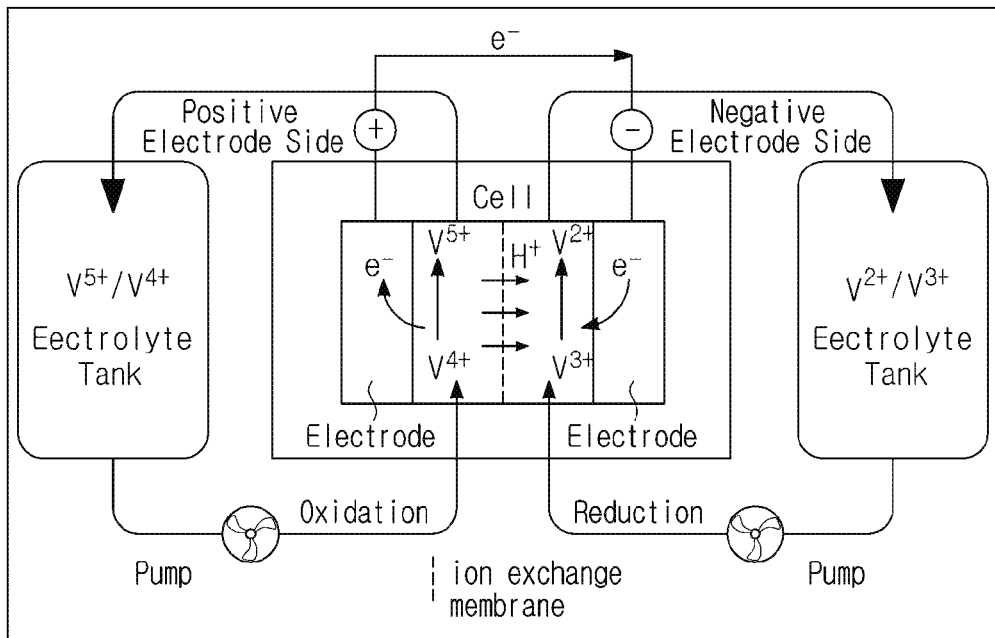 e⁻
Positive
Electrode Side
+
-
Negative
Electrode Side
Cell
V⁵⁺
H⁺
V²⁺
e⁻
e⁻
V⁵⁺/V⁴⁺
Eectrolyte
Tank
V²⁺/V³⁺
Eectrolyte
Tank
V⁴⁺
V³⁺
Electrode
Electrode
Oxidation
Reduction
Pump
ion exchange
membrane
Pump